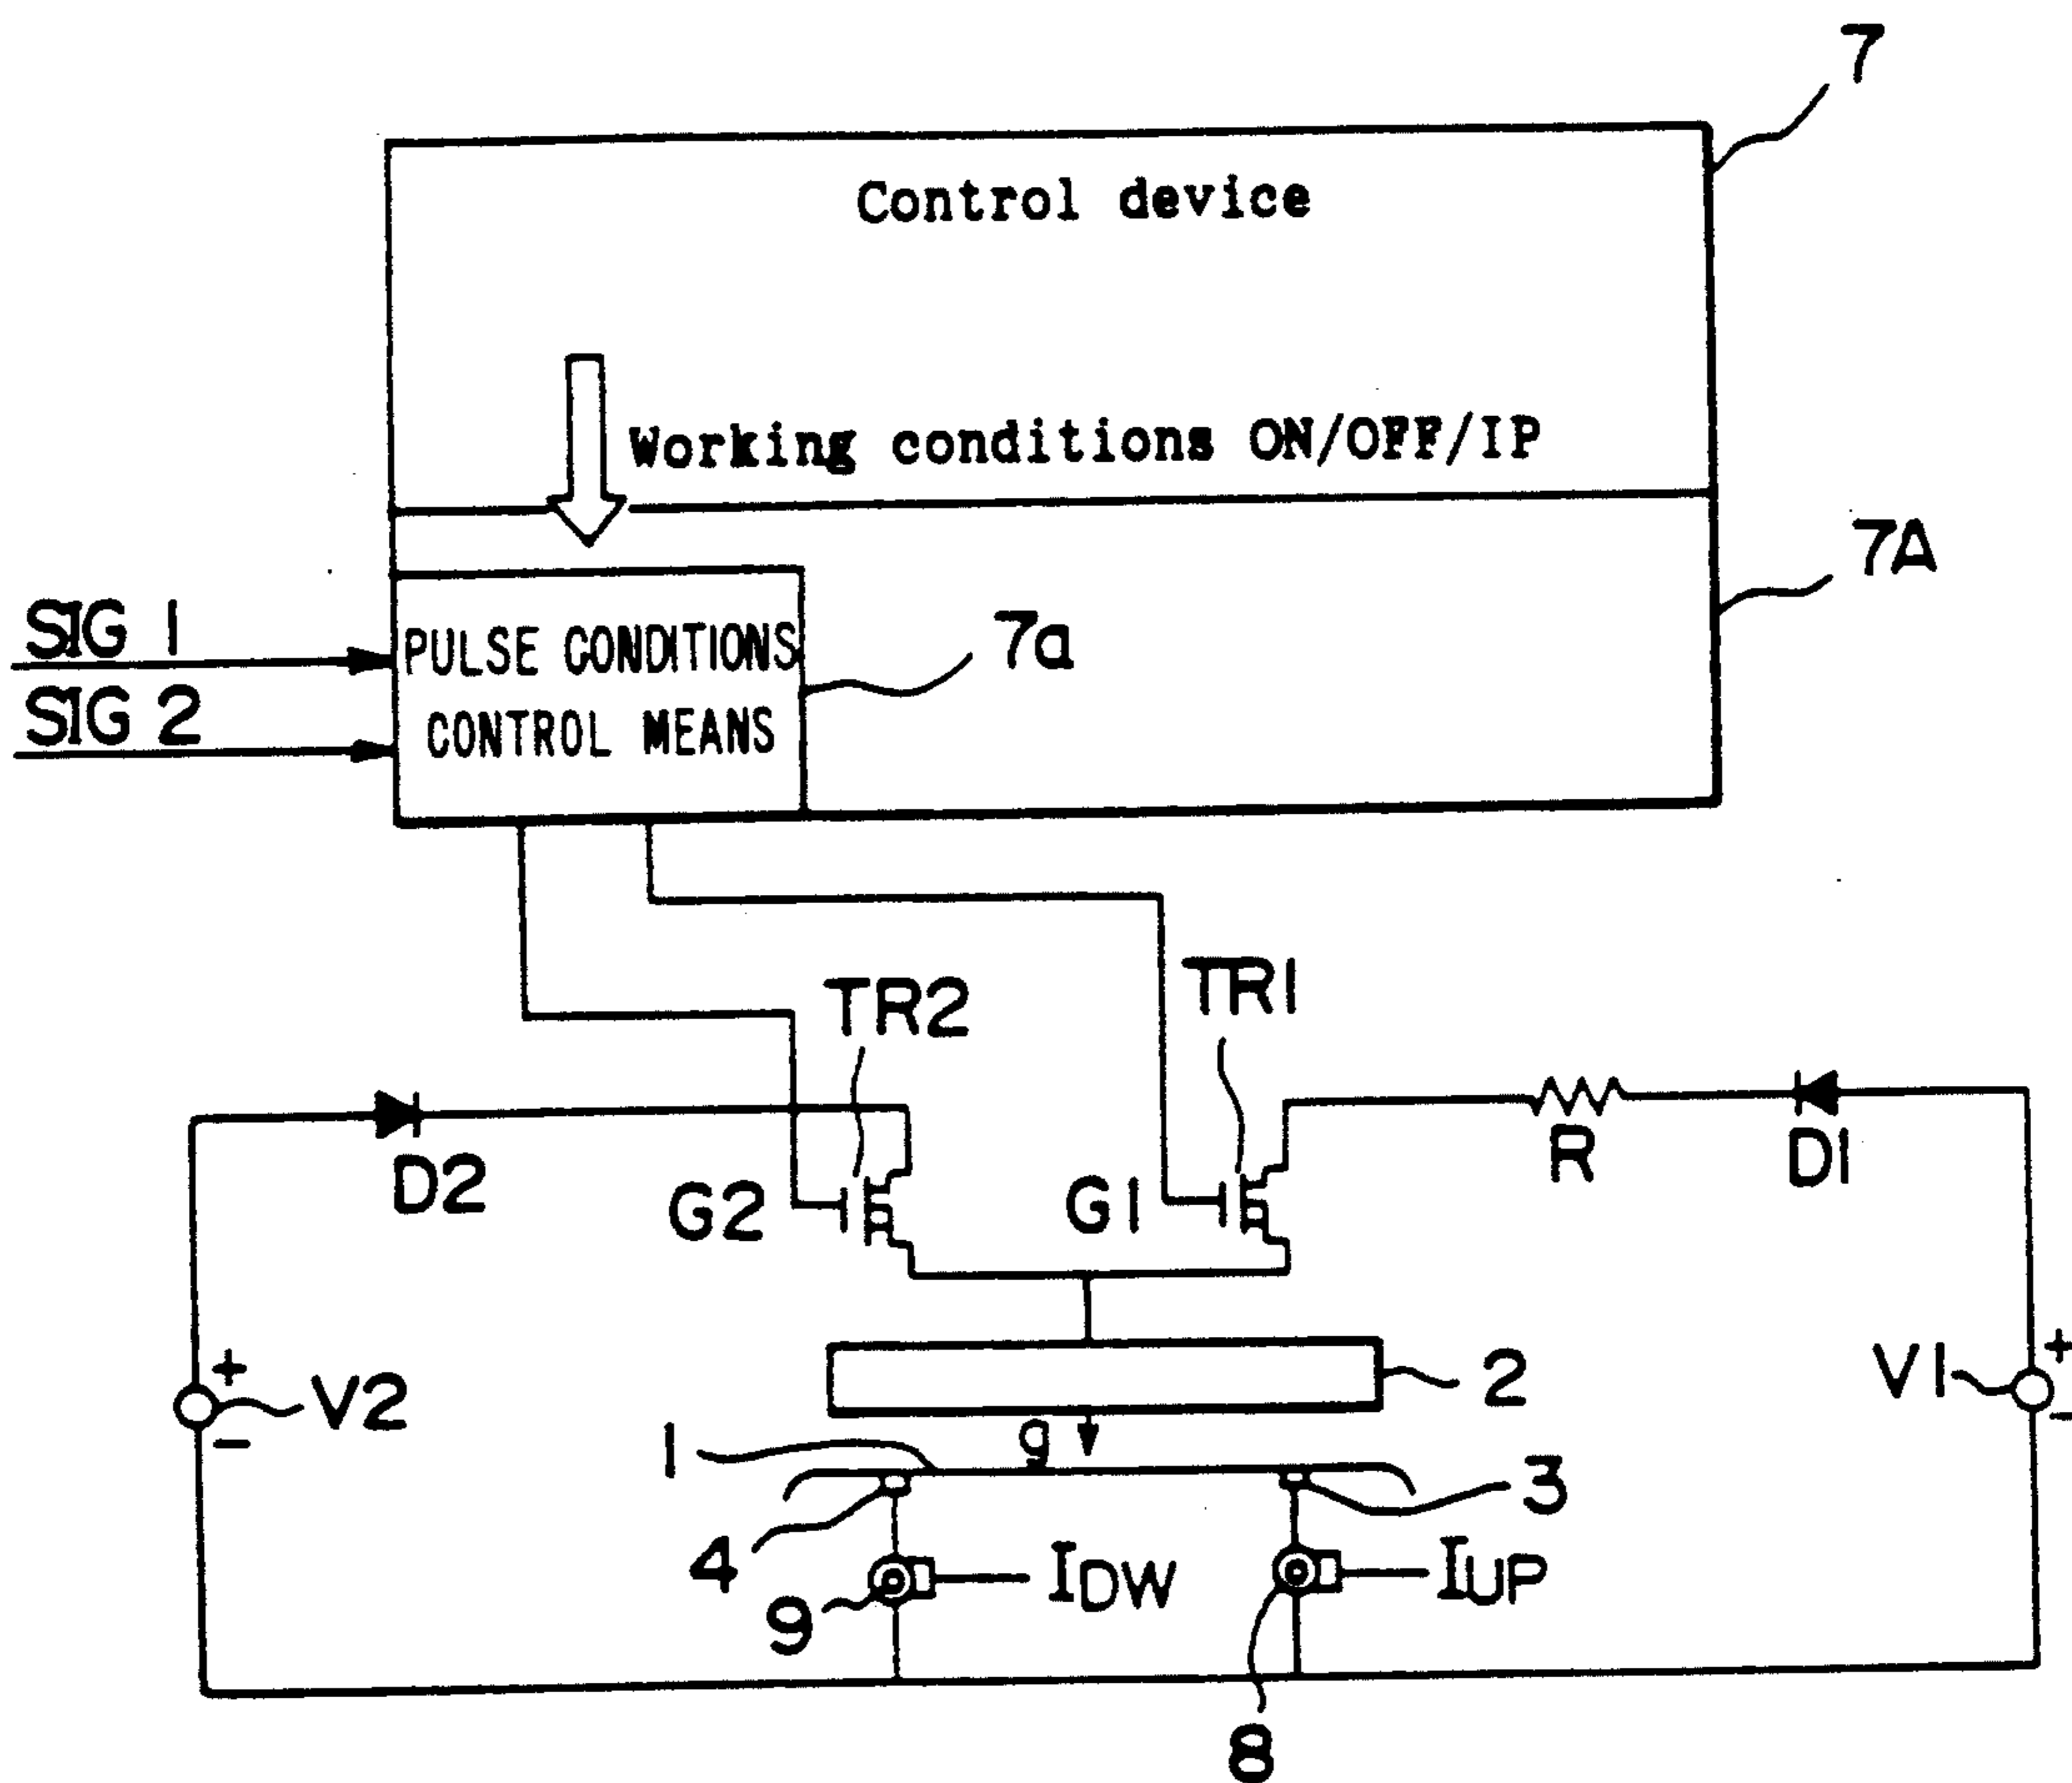 7
Control device
Working conditions ON/OFF/IP
7A
SIG 1
PULSE CONDITIONS
7a
SIG 2
CONTROL MEANS
TR2
TR1
D2
R
D1
G2
G1
+
V2
-
2
V1
+
-
1
g
3
4
IDW
IUP
9
8